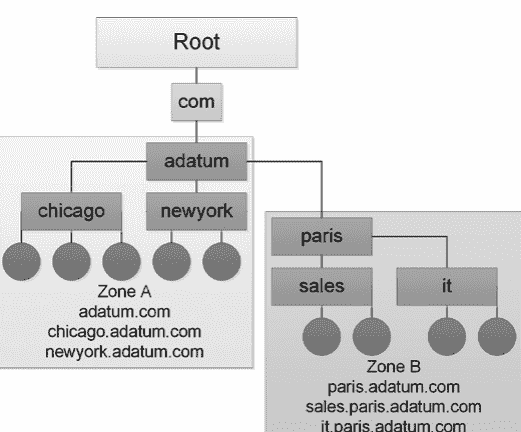 Root
com
adatum
chicago
newyork
paris
sales
it
Zone A
adatum.com
chicago.adatum.com
newyork.adatum.com
Zone B
paris.adatum.com
sales.paris.adatum.com
it.paris.adatum.com